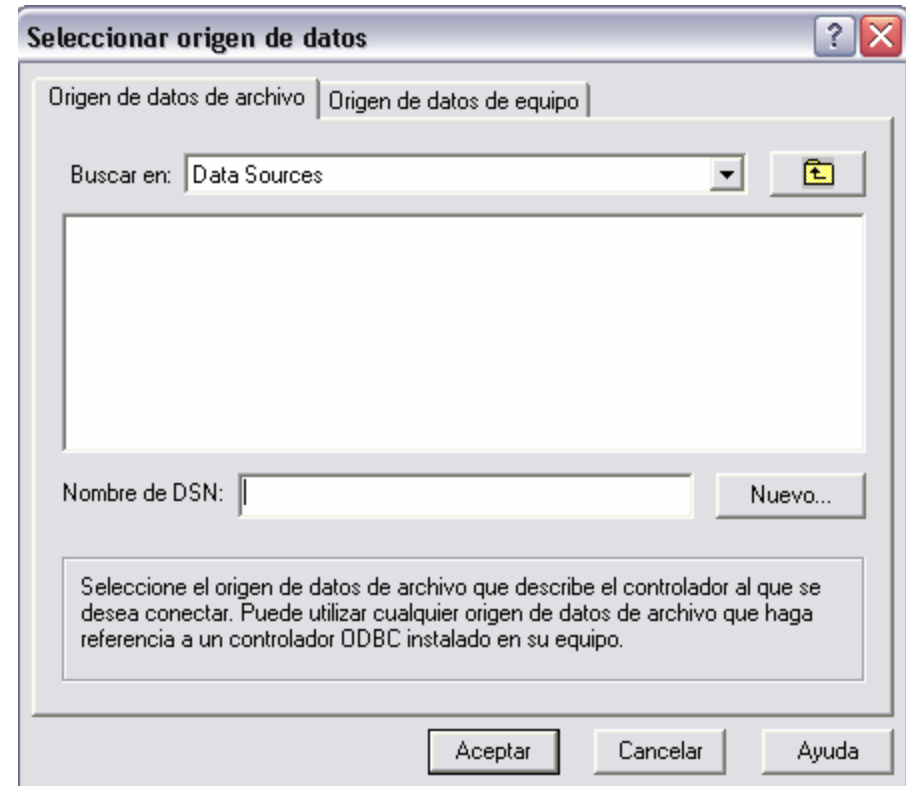 Seleccionar origen de datos
Origen de datos de archivo
Origen de datos de equipo
Buscar en: Data Sources
Nombre de DSN:
Nuevo...
Seleccione el origen de datos de archivo que describe el controlador al que se
desea conectar. Puede utilizar cualquier origen de datos de archivo que haga
referencia a un controlador ODBC instalado en su equipo.
Aceptar
Cancelar
Ayuda